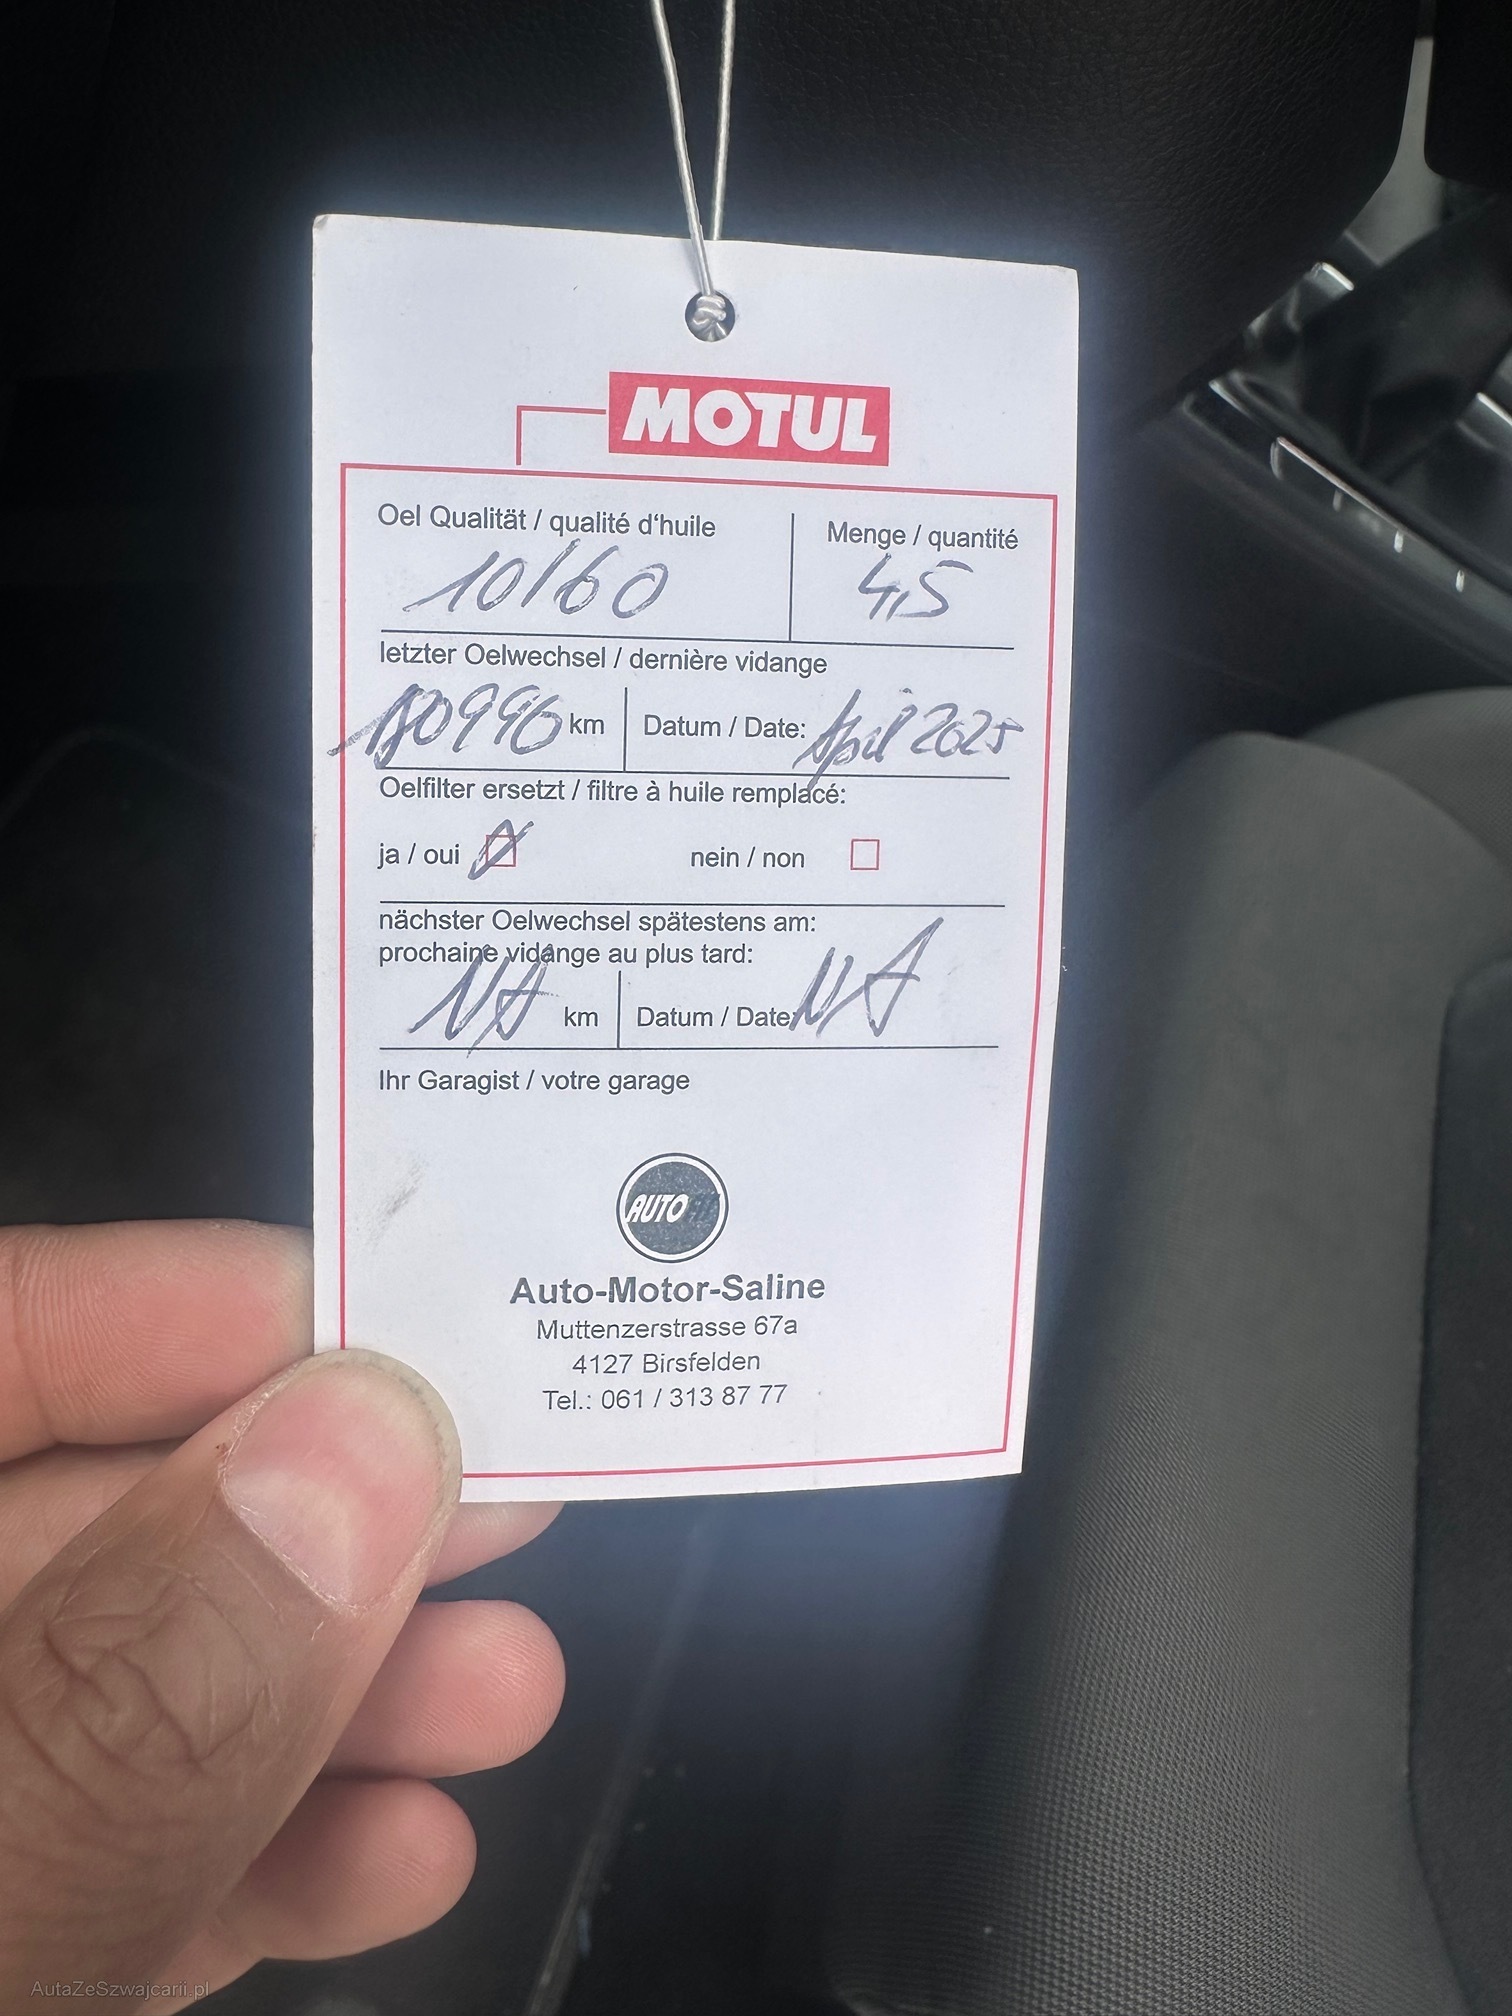 MOTUL
Oel Qualität / qualité d'huile
Menge / quantité
10/60
4,5
letzter Oelwechsel / dernière vidange
km
Datum / Date: April 2025
Oelfilter ersetzt / filtre à huile remplacé:
ja / oui
nein / non
nächster Oelwechsel spätestens am:
prochaine vidange au plus tard:
NA km
Datum / Date: NA
Ihr Garagist / votre garage
AUTO
Auto-Motor-Saline
Muttenzerstrasse 67a
4127 Birsfelden
Tel.: 061 / 313 87 77
AutaZeSzwajcarii.pl